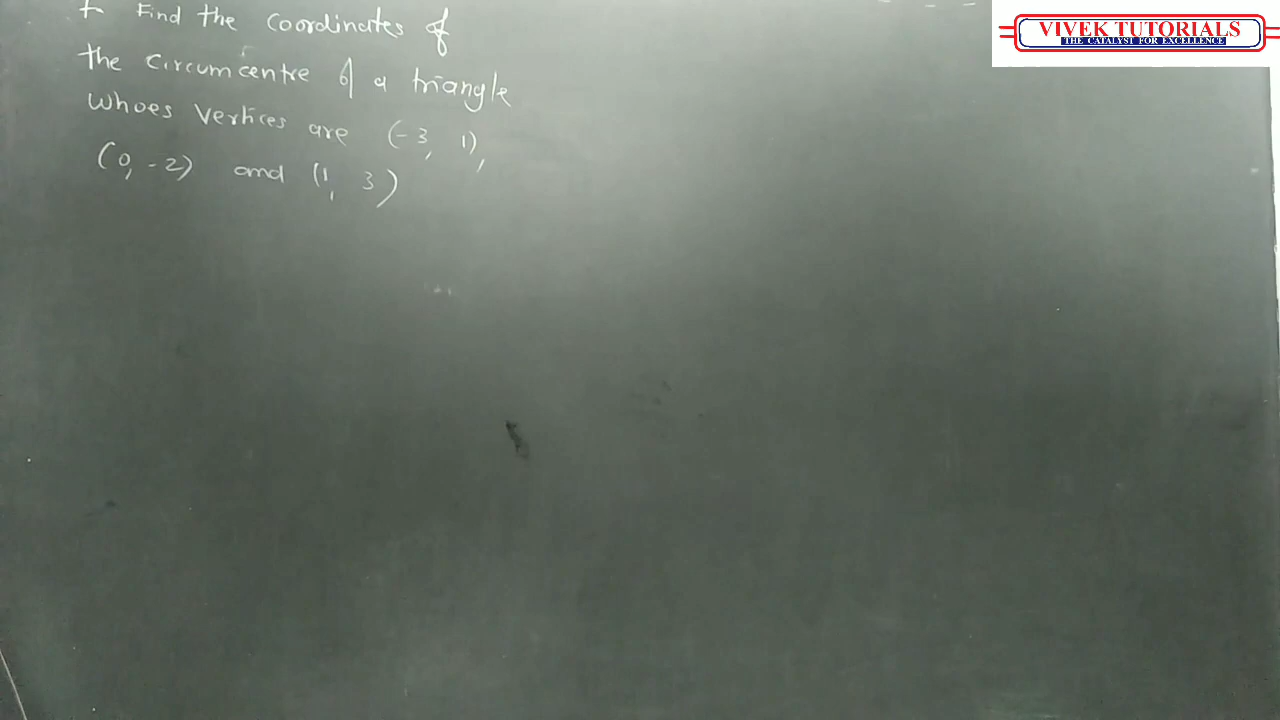 Find the coordinates of
the circumcentre of a triangle
whoes vertices are (-3, 1),
(0, -2) and (1, 3)
VIVEK TUTORIALS
THE CATALYST FOR EXCELLENCE